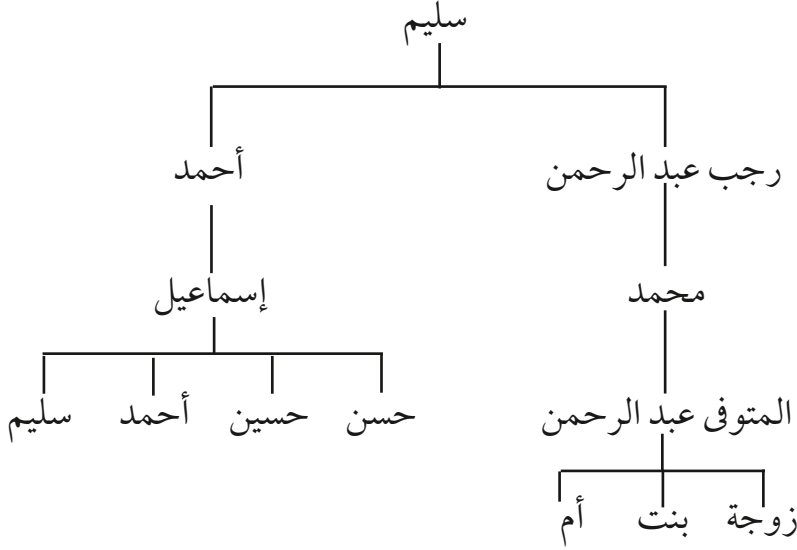 سليم
رجب عبد الرحمن أحمد
محمد إسماعيل
المتوفى عبد الرحمن حسن حسين أحمد سليم
زوجة بنت أم